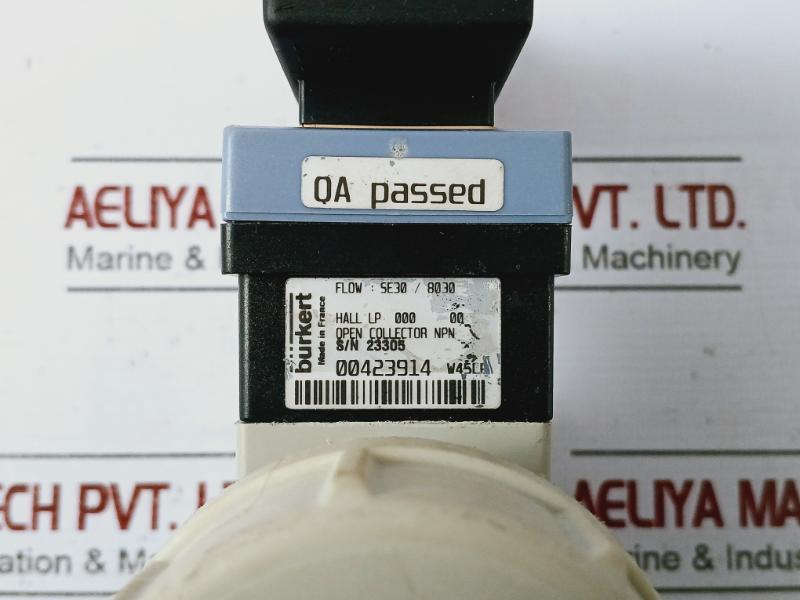 QA passed
AELIYA VT. LTD.
Marine & Machinery
burkert
Made in France
FLOW : SE30 / 8030
HALL LP 000 00
OPEN COLLECTOR NPN
S/N 23305
00423914
ECH PVT. L AELIYA MA
ation & M ine & Indus